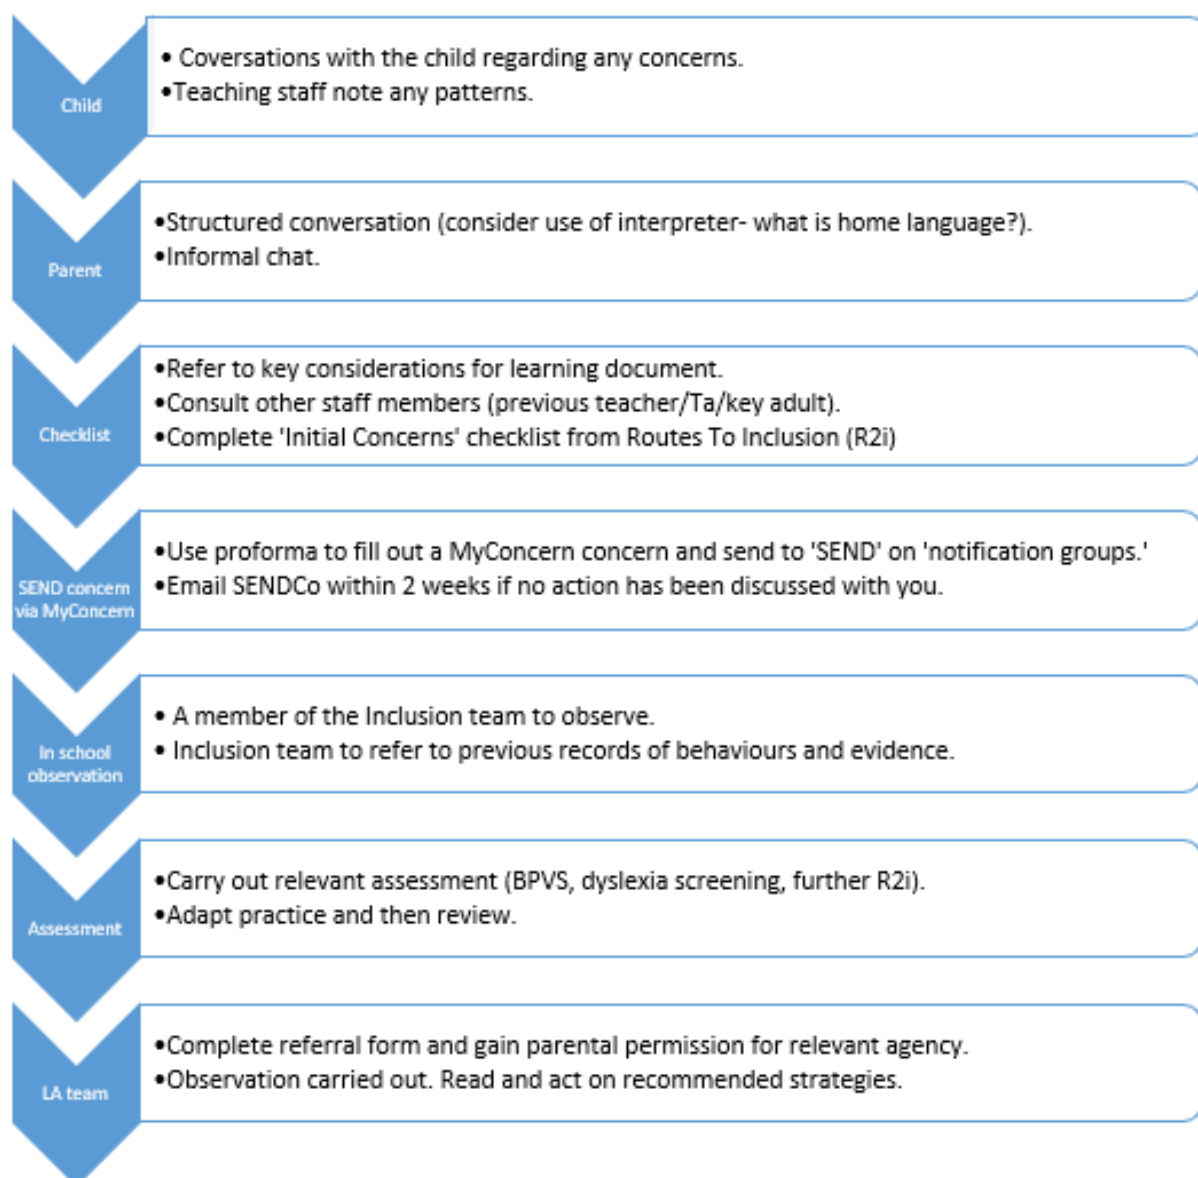 Child
• Coversations with the child regarding any concerns.
•Teaching staff note any patterns.
Parent
•Structured conversation (consider use of interpreter- what is home language?).
•Informal chat.
Checklist
•Refer to key considerations for learning document.
•Consult other staff members (previous teacher/Ta/key adult).
•Complete 'Initial Concerns' checklist from Routes To Inclusion (R2i)
SEND concern
via MyConcern
•Use proforma to fill out a MyConcern concern and send to 'SEND' on 'notification groups.'
•Email SENDCo within 2 weeks if no action has been discussed with you.
In school
observation
• A member of the Inclusion team to observe.
• Inclusion team to refer to previous records of behaviours and evidence.
Assessment
•Carry out relevant assessment (BPVS, dyslexia screening, further R2i).
•Adapt practice and then review.
LA team
•Complete referral form and gain parental permission for relevant agency.
•Observation carried out. Read and act on recommended strategies.